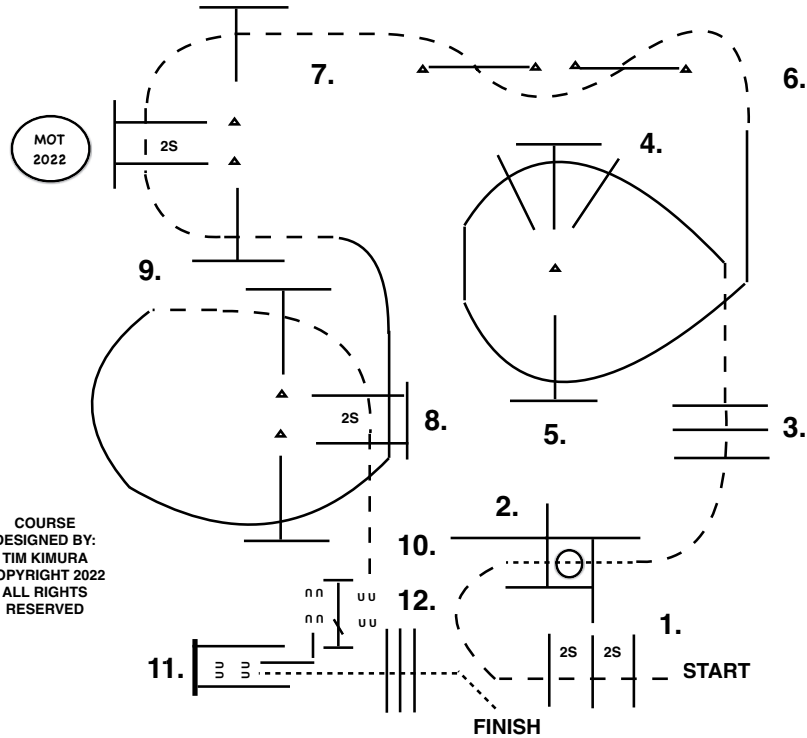 7.
6.
MOT
2022
2S
4.
9.
2S
8.
3.
5.
2.
COURSE
DESIGNED BY:
TIM KIMURA
COPYRIGHT 2022
ALL RIGHTS
RESERVED
10.
12.
1.
2S
2S
11.
START
FINISH